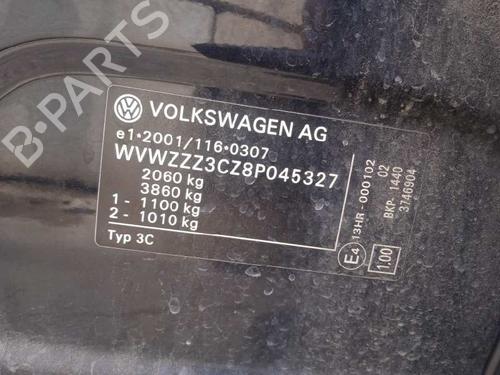 VOLKSWAGEN AG
e1*2001/116*0307
WVWZZZ3CZ8P045327
2060 kg
3860 kg
1 - 1100 kg
2 - 1010 kg
Typ 3C
E4
13HR-000102
02
BKP. 1440
3746904
1.00
B-PARTS